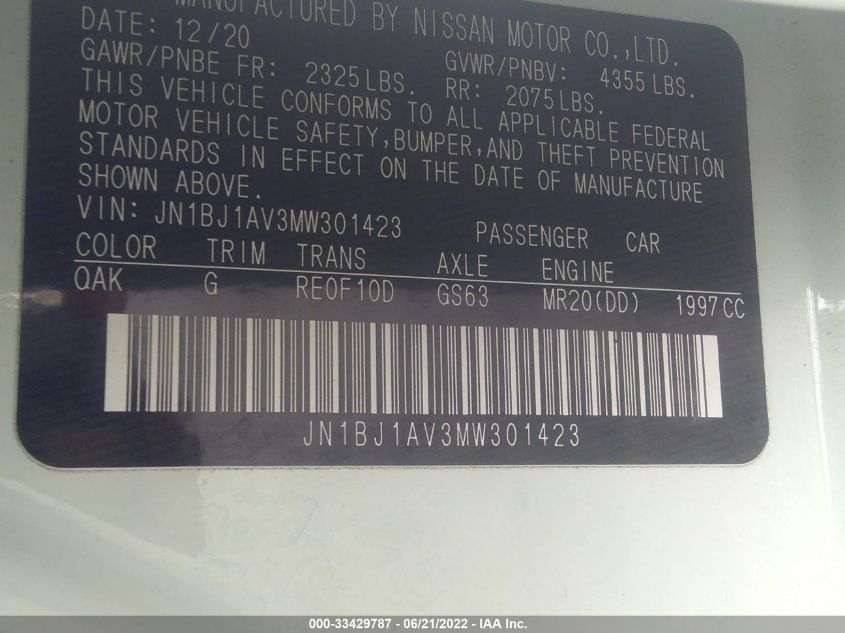 MANUFACTURED BY NISSAN MOTOR CO.,LTD.
DATE: 12/20
GAWR/PNBE FR: 2325LBS. GVWR/PNBV: 4355LBS.
RR: 2075LBS.
THIS VEHICLE CONFORMS TO ALL APPLICABLE FEDERAL
MOTOR VEHICLE SAFETY,BUMPER,AND THEFT PREVENTION
STANDARDS IN EFFECT ON THE DATE OF MANUFACTURE
SHOWN ABOVE.
VIN: JN1BJ1AV3MW301423 PASSENGER CAR
COLOR TRIM TRANS AXLE ENGINE
QAK G RE0F10D GS63 MR20(DD) 1997CC
JN1BJ1AV3MW301423
000-33429787 - 06/21/2022 - IAA Inc.